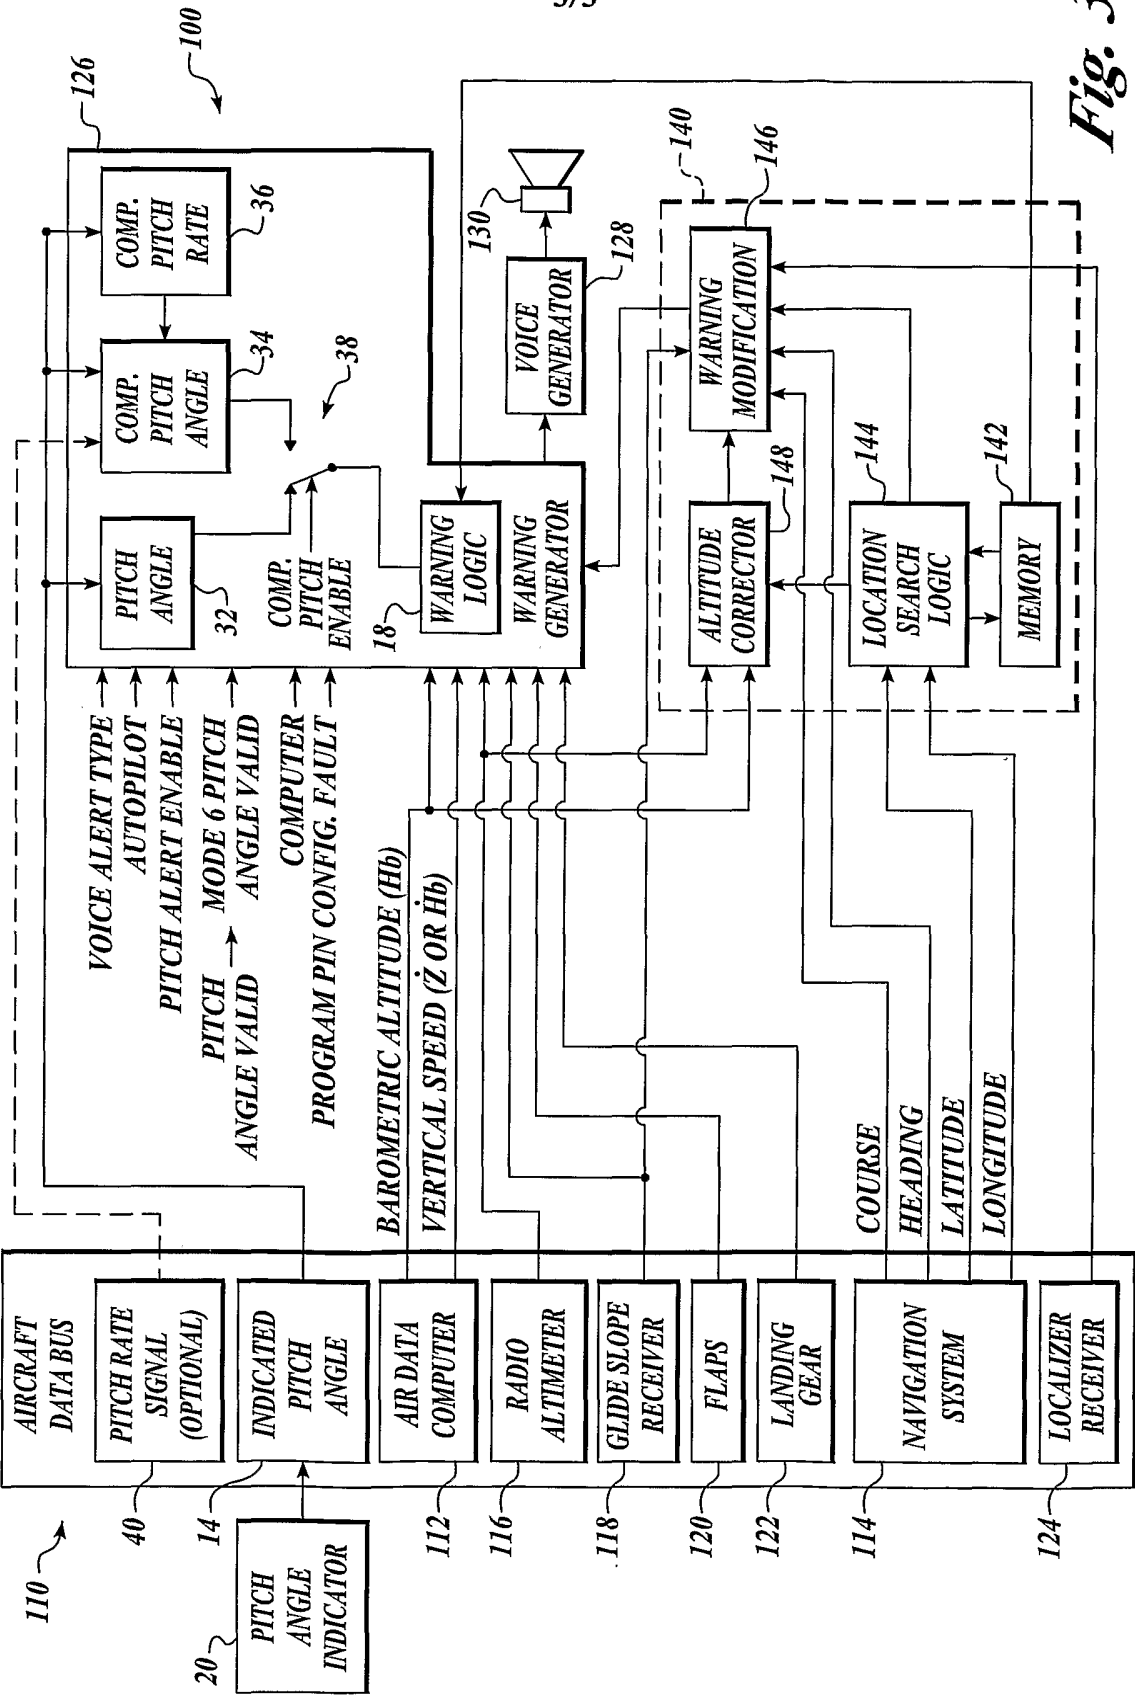 3/3
Fig. 3
100
126
COMP.
PITCH
RATE
36
COMP.
PITCH
ANGLE
34
PITCH
ANGLE
32
38
COMP.
PITCH
ENABLE
18
WARNING
LOGIC
WARNING
GENERATOR
130
VOICE
GENERATOR
128
140
WARNING
MODIFICATION
146
ALTITUDE
CORRECTOR
148
LOCATION
SEARCH
LOGIC
144
MEMORY
142
VOICE ALERT TYPE
AUTOPILOT
PITCH ALERT ENABLE
PITCH
ANGLE VALID
MODE 6 PITCH
ANGLE VALID
COMPUTER
PROGRAM PIN CONFIG. FAULT
BAROMETRIC ALTITUDE (Hb)
VERTICAL SPEED (Ż OR Ḣb)
COURSE
HEADING
LATITUDE
LONGITUDE
110
AIRCRAFT
DATA BUS
PITCH RATE
SIGNAL
(OPTIONAL)
40
INDICATED
PITCH
ANGLE
14
PITCH
ANGLE
INDICATOR
20
AIR DATA
COMPUTER
112
RADIO
ALTIMETER
116
GLIDE SLOPE
RECEIVER
118
FLAPS
120
LANDING
GEAR
122
NAVIGATION
SYSTEM
114
LOCALIZER
RECEIVER
124